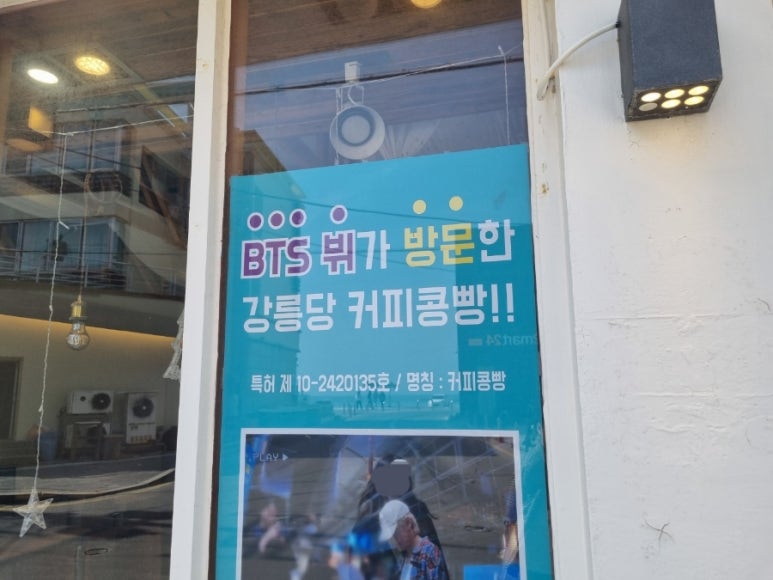 BTS 뷔가 방문한
강릉당 커피콩빵!!
특허 제 10-2420135호 / 명칭 : 커피콩빵
PLAY ▶
emart24